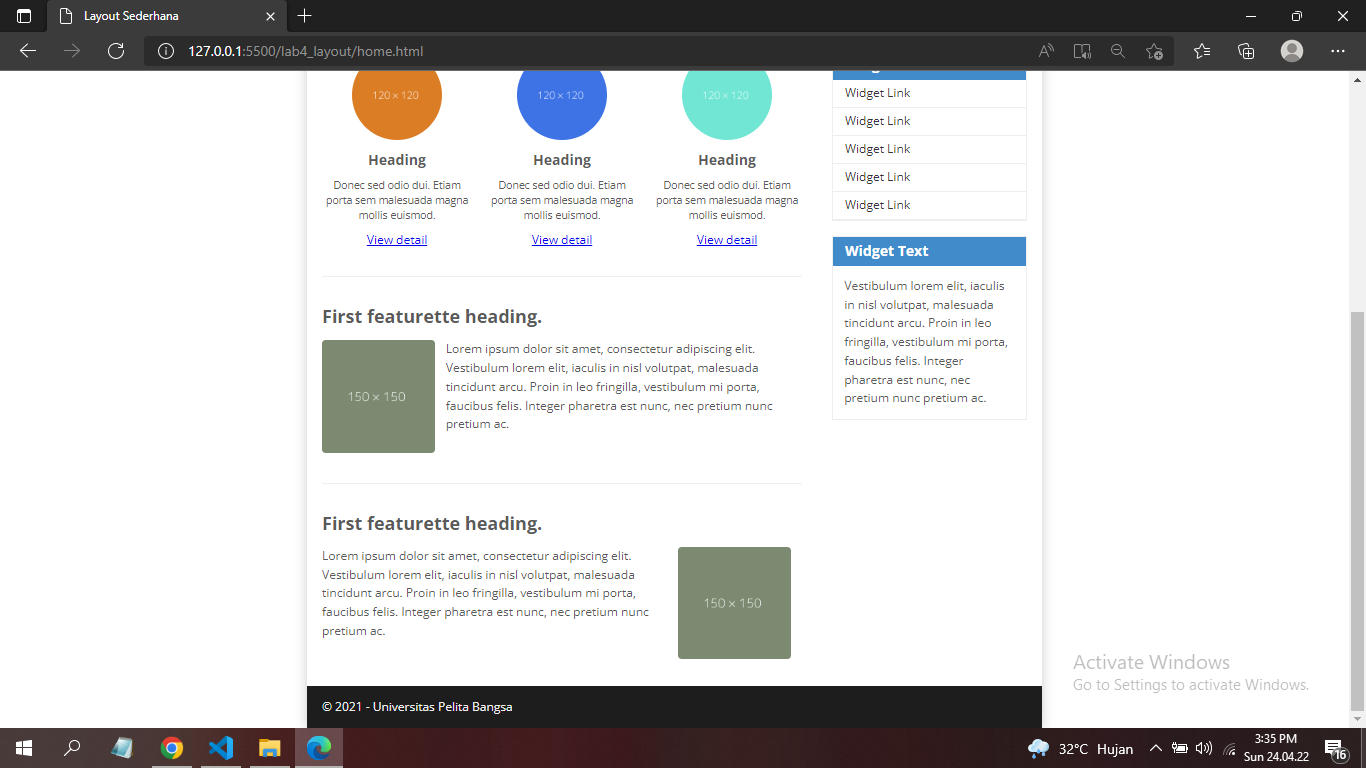 Layout Sederhana
127.0.0.1:5500/lab4_layout/home.html
120 × 120
120 × 120
120 × 120
Heading
Heading
Heading
Donec sed odio dui. Etiam
porta sem malesuada magna
mollis euismod.
Donec sed odio dui. Etiam
porta sem malesuada magna
mollis euismod.
Donec sed odio dui. Etiam
porta sem malesuada magna
mollis euismod.
View detail
View detail
View detail
First featurette heading.
150 × 150
Lorem ipsum dolor sit amet, consectetur adipiscing elit.
Vestibulum lorem elit, iaculis in nisl volutpat, malesuada
tincidunt arcu. Proin in leo fringilla, vestibulum mi porta,
faucibus felis. Integer pharetra est nunc, nec pretium nunc
pretium ac.
First featurette heading.
Lorem ipsum dolor sit amet, consectetur adipiscing elit.
Vestibulum lorem elit, iaculis in nisl volutpat, malesuada
tincidunt arcu. Proin in leo fringilla, vestibulum mi porta,
faucibus felis. Integer pharetra est nunc, nec pretium nunc
pretium ac.
150 × 150
Widget Link
Widget Link
Widget Link
Widget Link
Widget Link
Widget Text
Vestibulum lorem elit, iaculis
in nisl volutpat, malesuada
tincidunt arcu. Proin in leo
fringilla, vestibulum mi porta,
faucibus felis. Integer
pharetra est nunc, nec
pretium nunc pretium ac.
© 2021 - Universitas Pelita Bangsa
Activate Windows
Go to Settings to activate Windows.
32°C Hujan
3:35 PM
Sun 24.04.22
16